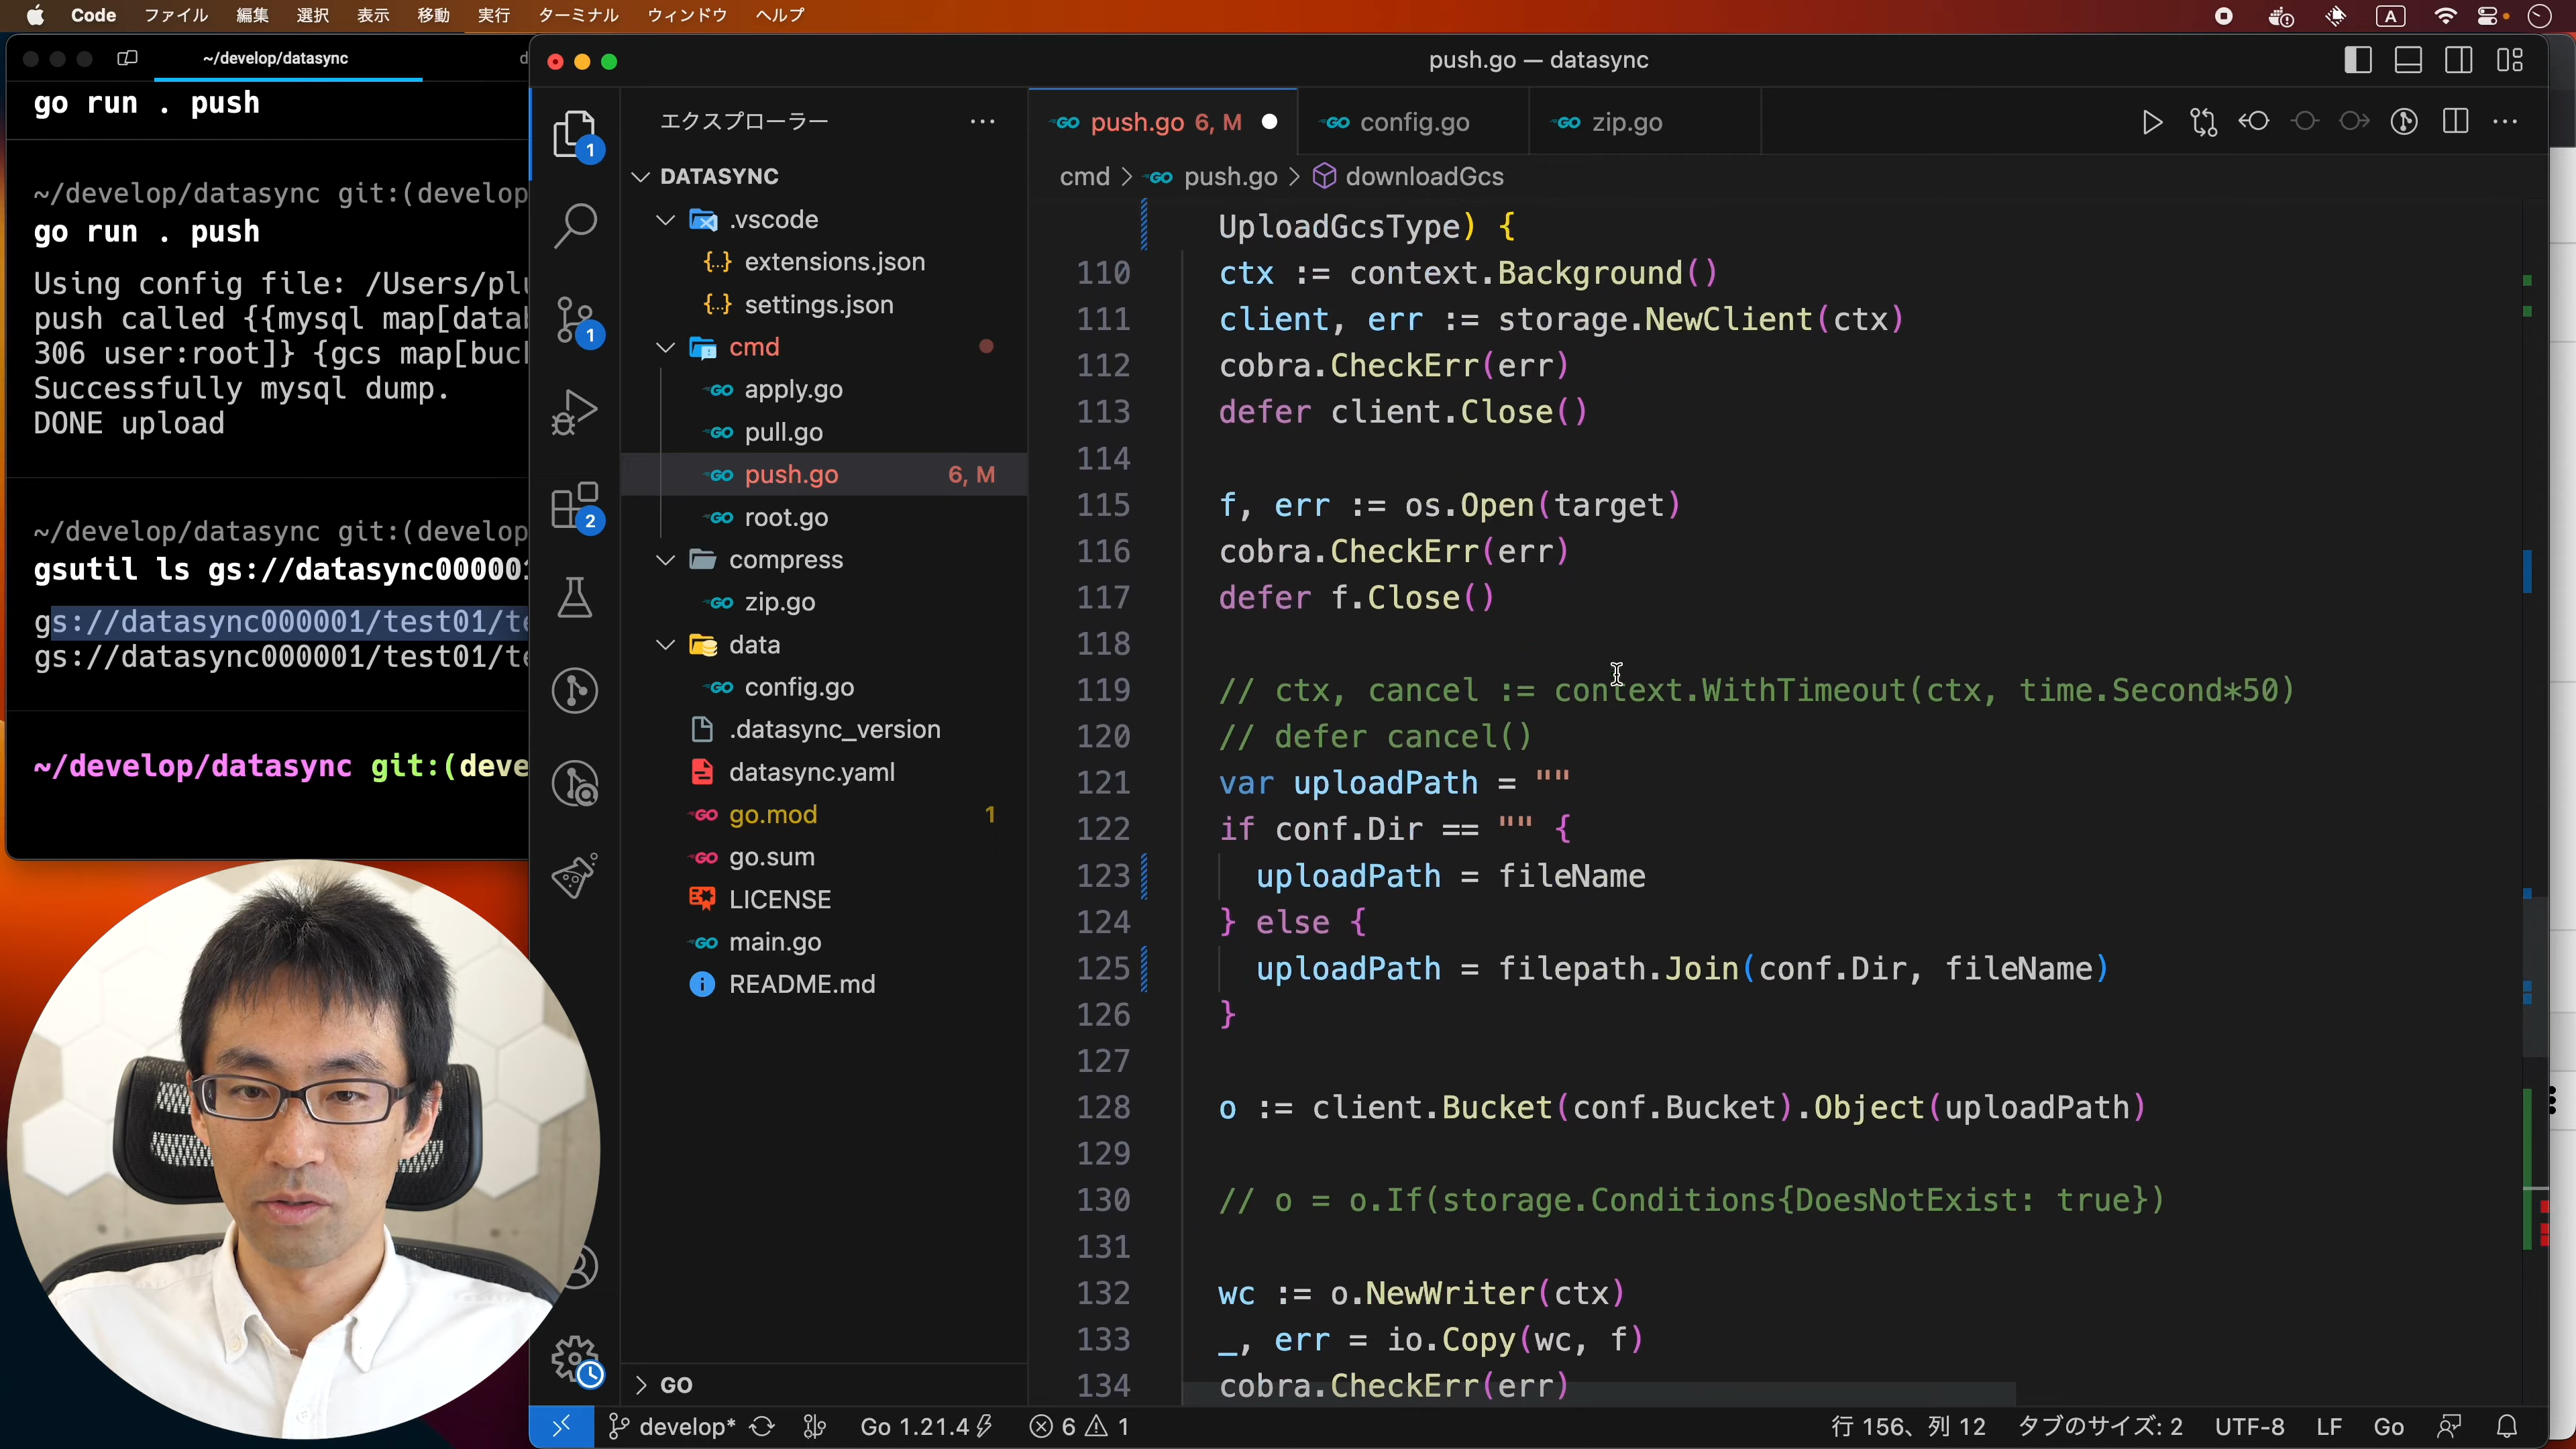 Code ファイル 編集 選択 表示 移動 実行 ターミナル ウィンドウ ヘルプ A
~/develop/datasync
go run . push
~/develop/datasync git:(develop
go run . push
Using config file: /Users/plu
push called {{mysql map[datab
306 user:root]} {gcs map[buck
Successfully mysql dump.
DONE upload
~/develop/datasync git:(develop
gsutil ls gs://datasync000001
gs://datasync000001/test01/te
gs://datasync000001/test01/te
~/develop/datasync git:(deve
push.go — datasync
エクスプローラー ···
DATASYNC
.vscode
extensions.json
settings.json
cmd
apply.go
pull.go
push.go 6, M
root.go
compress
zip.go
data
config.go
.datasync_version
datasync.yaml
go.mod 1
go.sum
LICENSE
main.go
README.md
GO
1
1
2
push.go 6, M config.go zip.go
cmd > push.go > downloadGcs
UploadGcsType) {
110 ctx := context.Background()
111 client, err := storage.NewClient(ctx)
112 cobra.CheckErr(err)
113 defer client.Close()
114
115 f, err := os.Open(target)
116 cobra.CheckErr(err)
117 defer f.Close()
118
119 // ctx, cancel := context.WithTimeout(ctx, time.Second*50)
120 // defer cancel()
121 var uploadPath = ""
122 if conf.Dir == "" {
123 uploadPath = fileName
124 } else {
125 uploadPath = filepath.Join(conf.Dir, fileName)
126 }
127
128 o := client.Bucket(conf.Bucket).Object(uploadPath)
129
130 // o = o.If(storage.Conditions{DoesNotExist: true})
131
132 wc := o.NewWriter(ctx)
133 _, err = io.Copy(wc, f)
134 cobra.CheckErr(err)
develop* Go 1.21.4 6 1 行 156、列 12 タブのサイズ: 2 UTF-8 LF Go